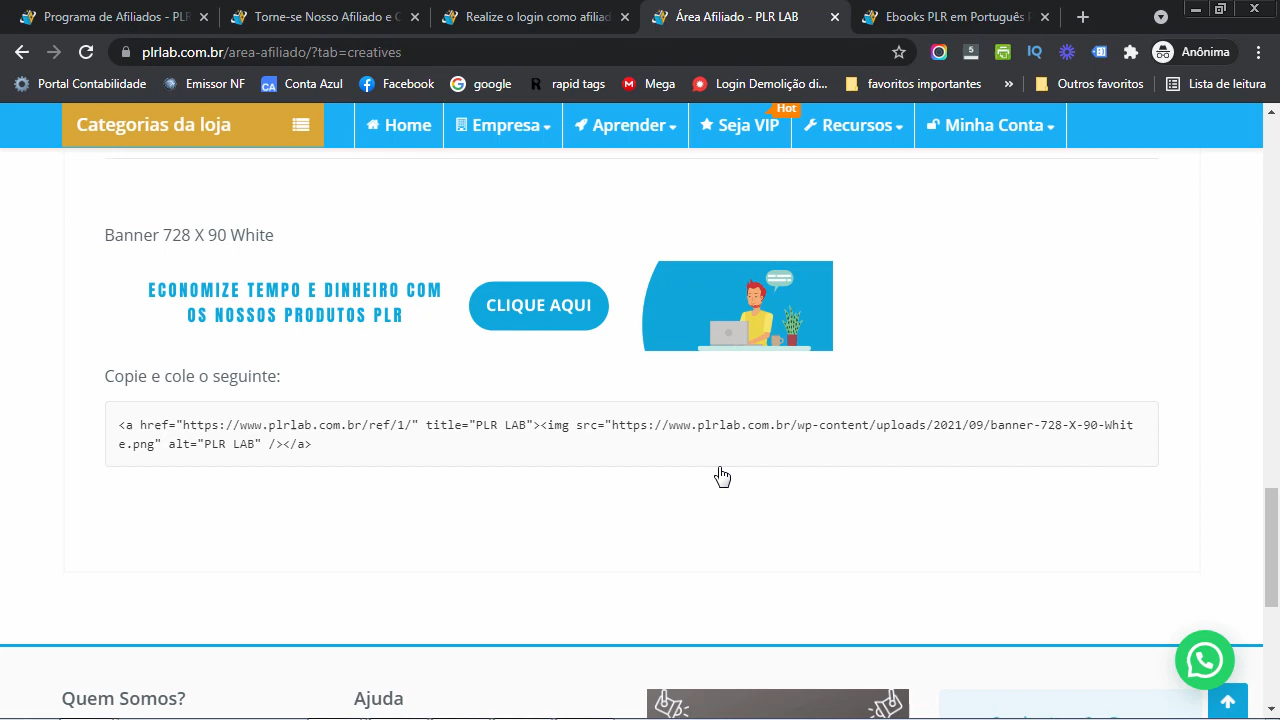 Programa de Afiliados - PLR
Torne-se Nosso Afiliado e C
Realize o login como afiliad
Área Afiliado - PLR LAB
Ebooks PLR em Português
plrlab.com.br/area-afiliado/?tab=creatives
5
IQ
Anônima
Portal Contabilidade
Emissor NF
CA Conta Azul
Facebook
google
R rapid tags
M Mega
Login Demolição di...
favoritos importantes
»
Outros favoritos
Lista de leitura
Categorias da loja
Home
Empresa
Aprender
Hot
Seja VIP
Recursos
Minha Conta
Banner 728 X 90 White
ECONOMIZE TEMPO E DINHEIRO COM
OS NOSSOS PRODUTOS PLR
CLIQUE AQUI
Copie e cole o seguinte:
<a href="https://www.plrlab.com.br/ref/1/" title="PLR LAB"><img src="https://www.plrlab.com.br/wp-content/uploads/2021/09/banner-728-X-90-Whit
e.png" alt="PLR LAB" /></a>
Quem Somos?
Ajuda